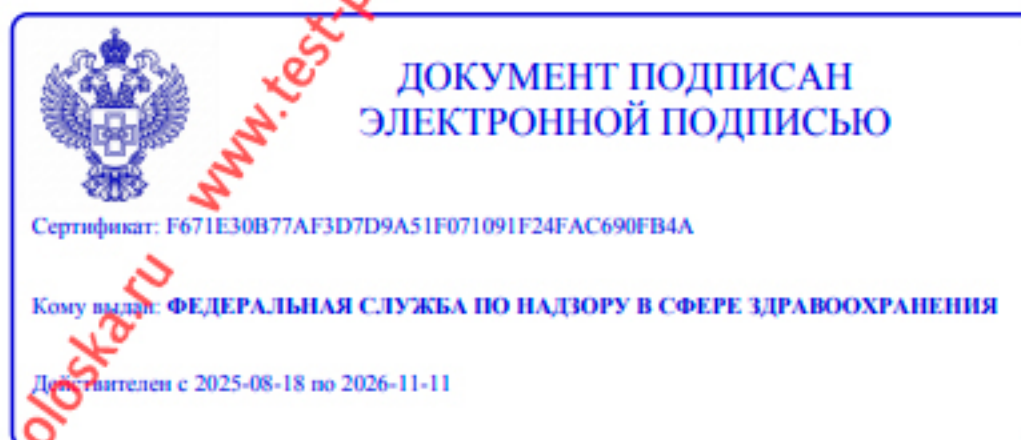 ДОКУМЕНТ ПОДПИСАН
ЭЛЕКТРОННОЙ ПОДПИСЬЮ
Сертификат: F671E30B77AF3D7D9A51F071091F24FAC690FB4A
Кому выдан: ФЕДЕРАЛЬНАЯ СЛУЖБА ПО НАДЗОРУ В СФЕРЕ ЗДРАВООХРАНЕНИЯ
Действителен с 2025-08-18 по 2026-11-11
www.test-p
oloska.ru